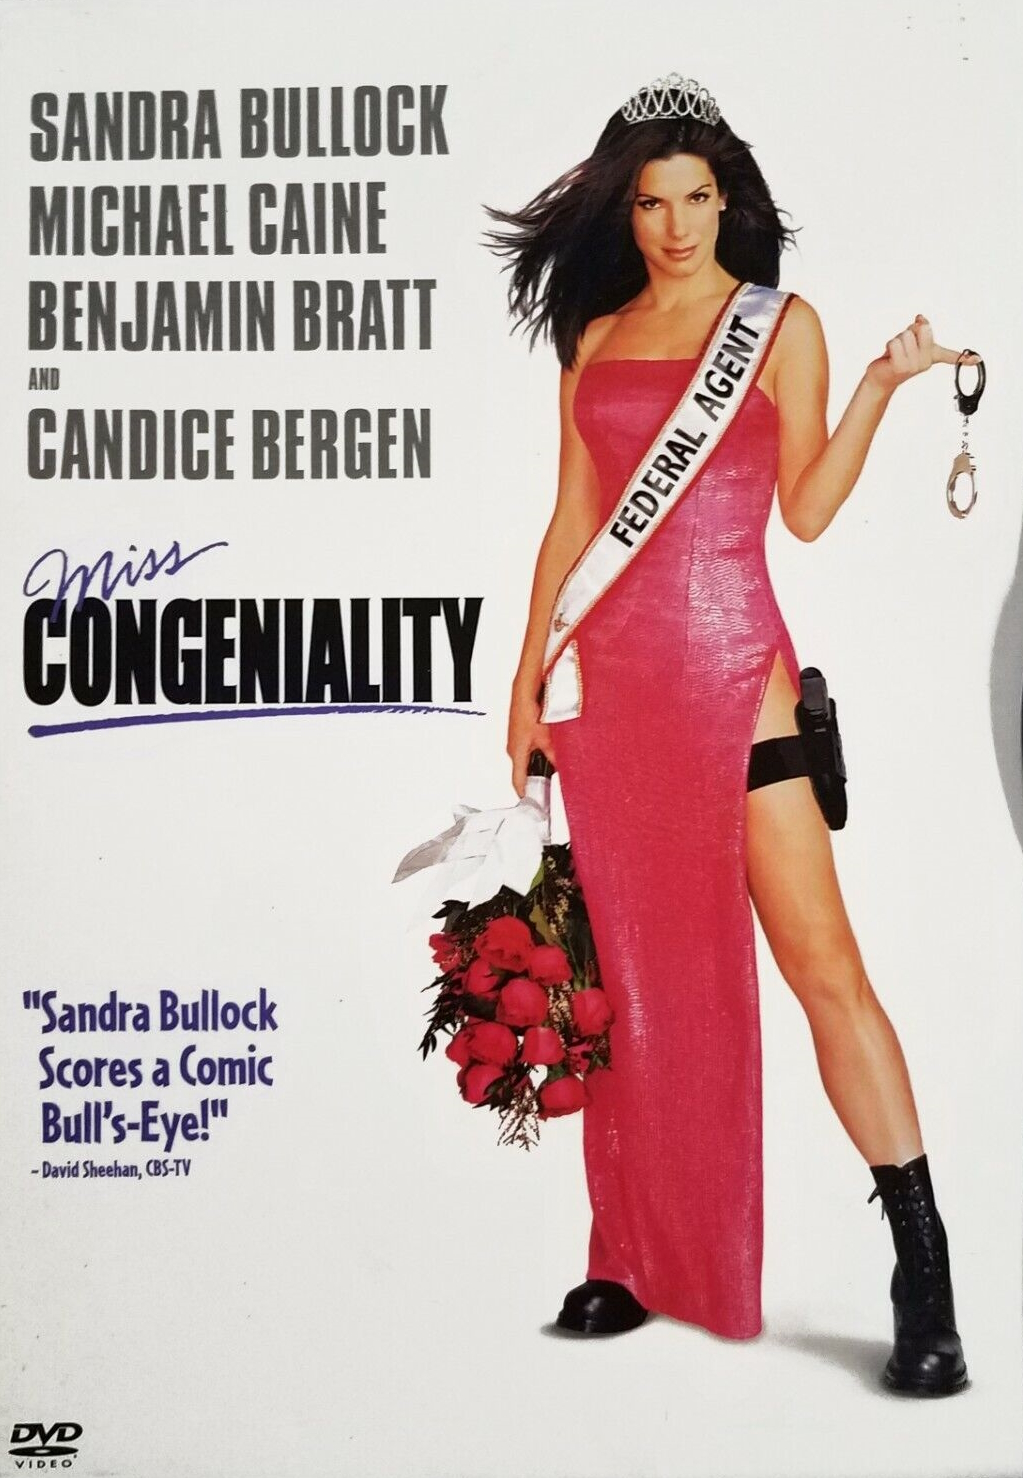 SANDRA BULLOCK
MICHAEL CAINE
BENJAMIN BRATT
AND
CANDICE BERGEN
Miss
CONGENIALITY
FEDERAL AGENT
"Sandra Bullock
Scores a Comic
Bull's-Eye!"
~ David Sheehan, CBS-TV
DVD
VIDEO